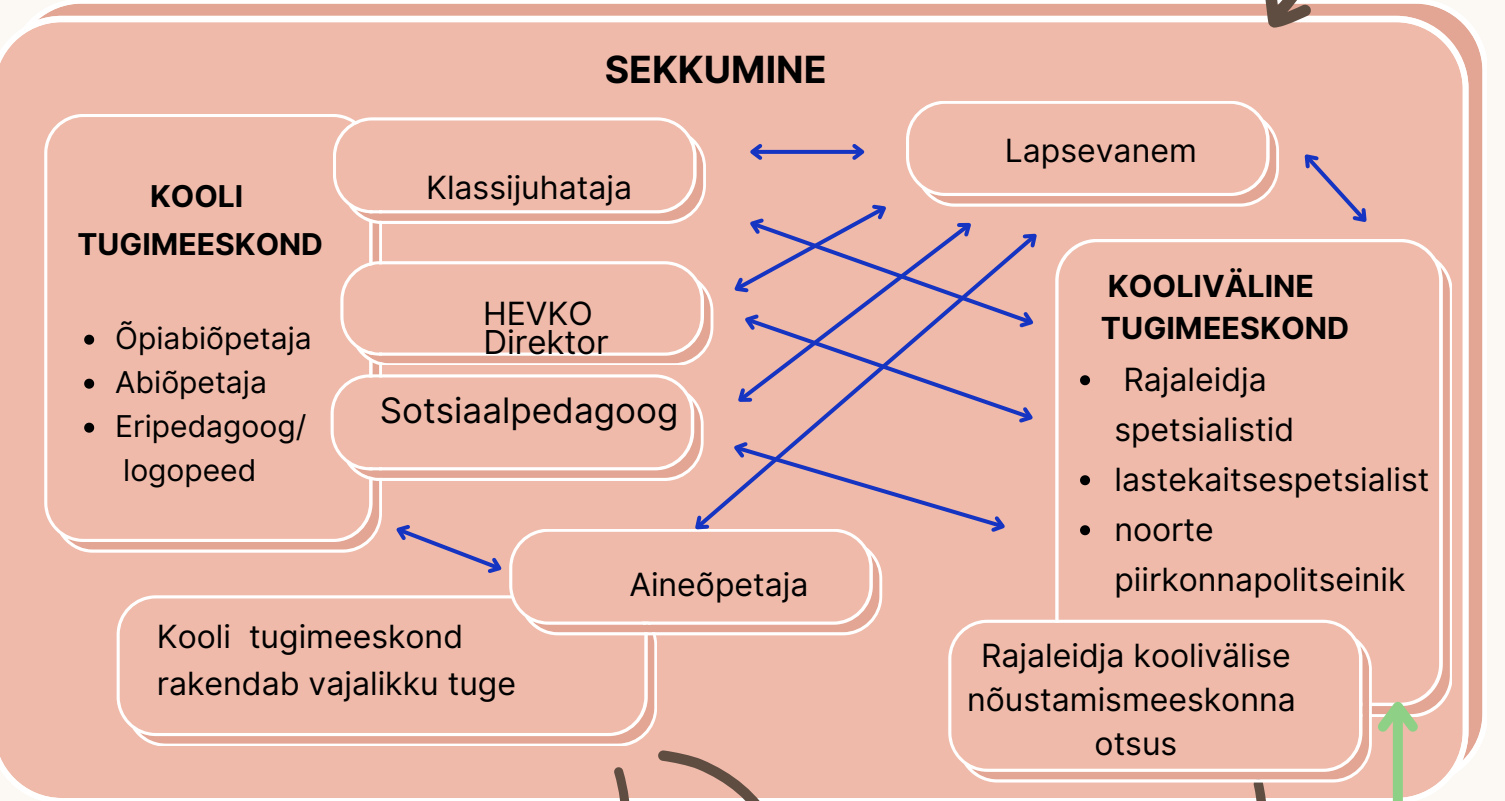 SEKKUMINE
KOOLI
TUGIMEESKOND
Õpiabiõpetaja
Abiõpetaja
Eripedagoog/
logopeed
Klassijuhataja
HEVKO
Direktor
Sotsiaalpedagoog
Lapsevanem
KOOLIVÄLINE
TUGIMEESKOND
Rajaleidja
spetsialistid
lastekaitsespetsialist
noorte
piirkonnapolitseinik
Aineõpetaja
Kooli tugimeeskond
rakendab vajalikku tuge
Rajaleidja koolivälise
nõustamismeeskonna
otsus